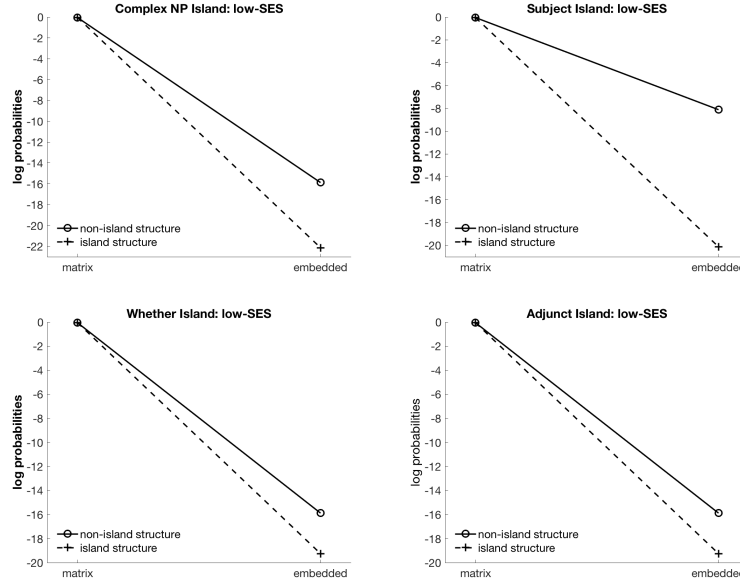 Complex NP Island: low-SES
0
-2
-4
-6
-8
-10
-12
-14
-16
-18
-20
-22
log probabilities
non-island structure
island structure
matrix
embedded
Subject Island: low-SES
0
-2
-4
-6
-8
-10
-12
-14
-16
-18
-20
log probabilities
non-island structure
island structure
matrix
embedded
Whether Island: low-SES
0
-2
-4
-6
-8
-10
-12
-14
-16
-18
-20
log probabilities
non-island structure
island structure
matrix
embedded
Adjunct Island: low-SES
0
-2
-4
-6
-8
-10
-12
-14
-16
-18
-20
log probabilities
non-island structure
island structure
matrix
embedded